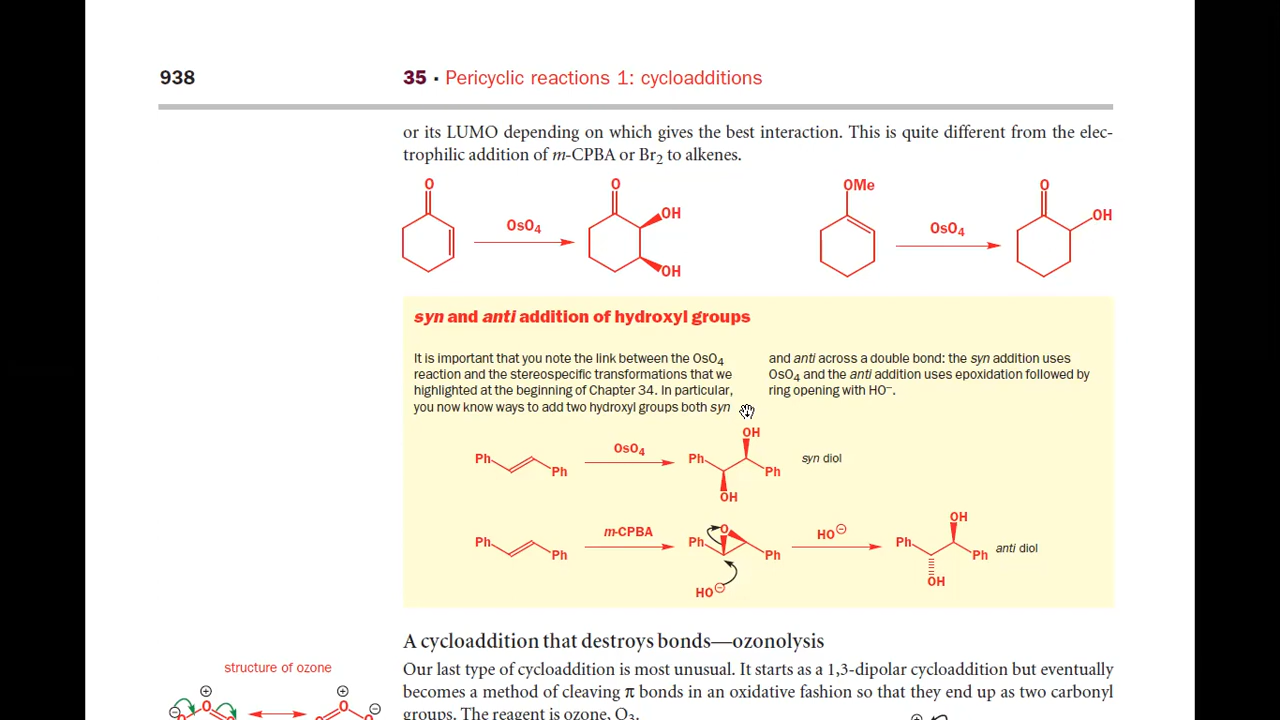 938
35 · Pericyclic reactions 1: cycloadditions
or its LUMO depending on which gives the best interaction. This is quite different from the elec-
trophilic addition of m-CPBA or Br2 to alkenes.
O
OsO4
O
OH
OH
OMe
OsO4
O
OH
syn and anti addition of hydroxyl groups
It is important that you note the link between the OsO4
reaction and the stereospecific transformations that we
highlighted at the beginning of Chapter 34. In particular,
you now know ways to add two hydroxyl groups both syn
and anti across a double bond: the syn addition uses
OsO4 and the anti addition uses epoxidation followed by
ring opening with HO–.
Ph
Ph
OsO4
Ph
OH
Ph
OH
syn diol
Ph
Ph
m-CPBA
Ph
O
Ph
HO⊖
HO⊖
Ph
OH
Ph
OH
anti diol
A cycloaddition that destroys bonds—ozonolysis
Our last type of cycloaddition is most unusual. It starts as a 1,3-dipolar cycloaddition but eventually
becomes a method of cleaving π bonds in an oxidative fashion so that they end up as two carbonyl
groups. The reagent is ozone, O3.
structure of ozone